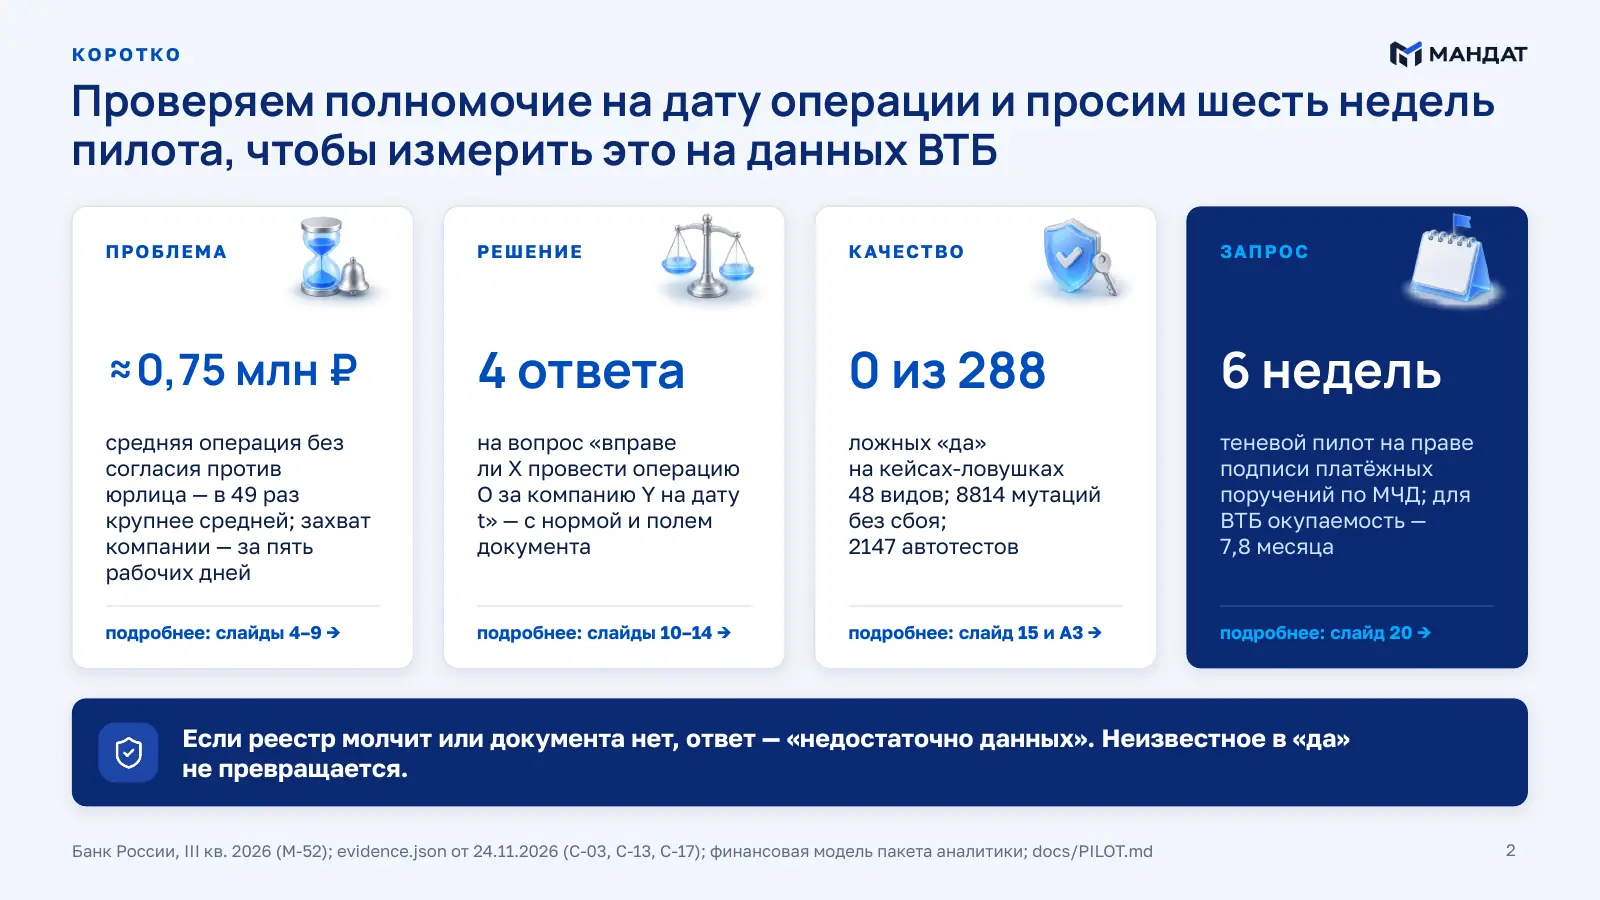 КОРОТКО
МАНДАТ
Проверяем полномочие на дату операции и просим шесть недель
пилота, чтобы измерить это на данных ВТБ
ПРОБЛЕМА
≈0,75 млн ₽
средняя операция без
согласия против
юрлица — в 49 раз
крупнее средней; захват
компании — за пять
рабочих дней
подробнее: слайды 4–9 →
РЕШЕНИЕ
4 ответа
на вопрос «вправе
ли X провести операцию
O за компанию Y на дату
t» — с нормой и полем
документа
подробнее: слайды 10–14 →
КАЧЕСТВО
0 из 288
ложных «да»
на кейсах-ловушках
48 видов; 8814 мутаций
без сбоя;
2147 автотестов
подробнее: слайд 15 и А3 →
ЗАПРОС
6 недель
теневой пилот на праве
подписи платёжных
поручений по МЧД; для
ВТБ окупаемость —
7,8 месяца
подробнее: слайд 20 →
Если реестр молчит или документа нет, ответ — «недостаточно данных». Неизвестное в «да»
не превращается.
Банк России, III кв. 2026 (М-52); evidence.json от 24.11.2026 (С-03, С-13, С-17); финансовая модель пакета аналитики; docs/PILOT.md
2